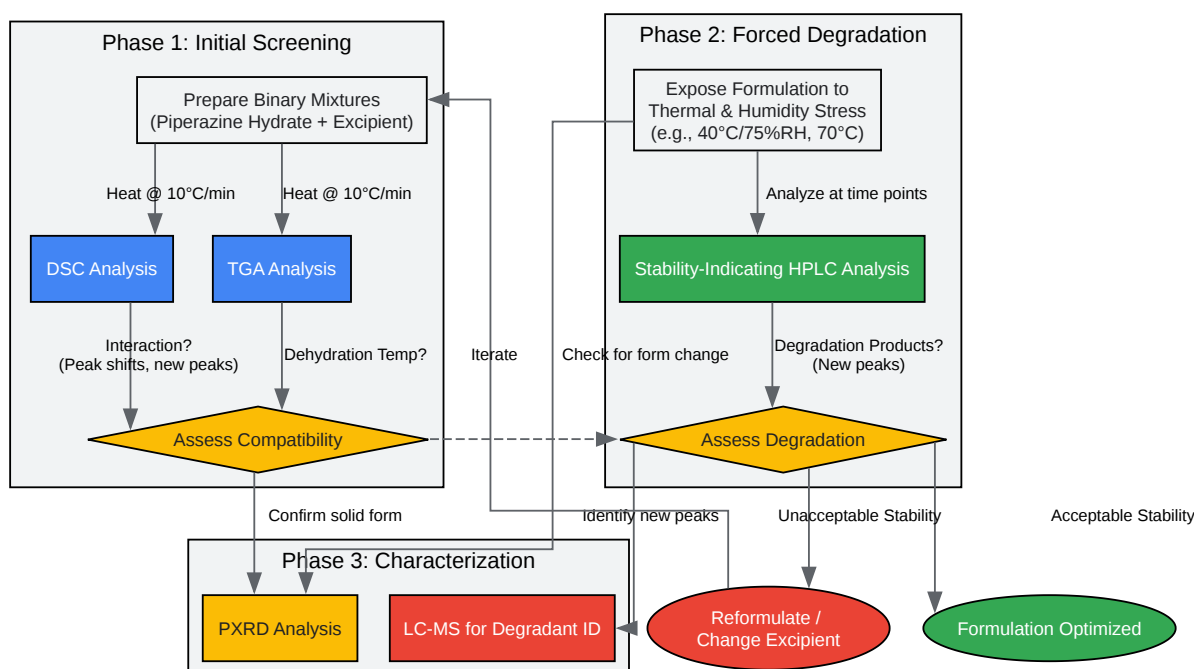 Phase 1: Initial Screening
Prepare Binary Mixtures
(Piperazine Hydrate + Excipient)
Heat @ 10°C/min
Heat @ 10°C/min
DSC Analysis
TGA Analysis
Interaction?
(Peak shifts, new peaks)
Dehydration Temp?
Assess Compatibility
Phase 2: Forced Degradation
Expose Formulation to
Thermal & Humidity Stress
(e.g., 40°C/75%RH, 70°C)
Analyze at time points
Stability-Indicating HPLC Analysis
Iterate
Check for form change
Degradation Products?
(New peaks)
Assess Degradation
Confirm solid form
Identify new peaks
Unacceptable Stability
Acceptable Stability
Phase 3: Characterization
PXRD Analysis
LC-MS for Degradant ID
Reformulate /
Change Excipient
Formulation Optimized